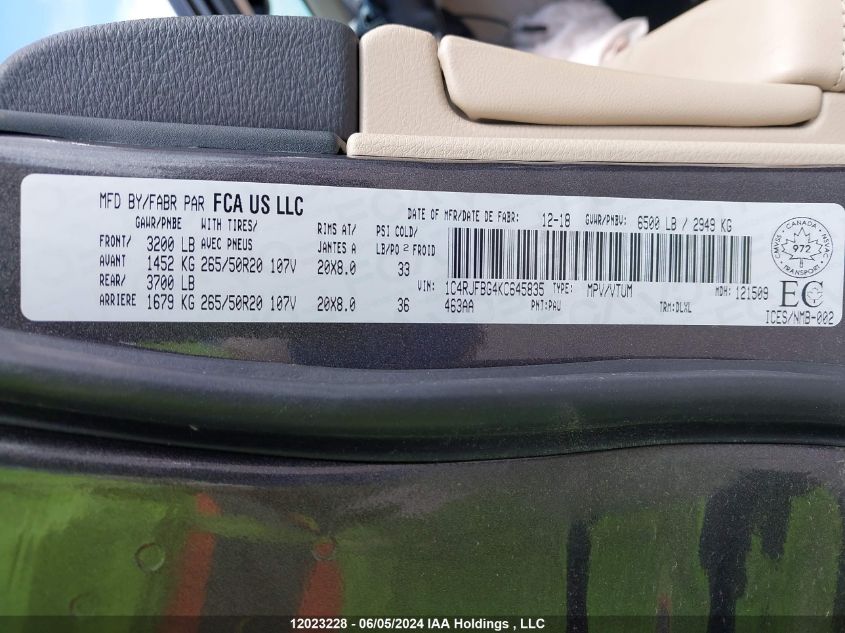 MFD BY/FABR PAR FCA US LLC
DATE OF MFR/DATE DE FABR: 12-18 GVWR/PNBV: 6500 LB / 2949 KG
GAWR/PNBE WITH TIRES/ RIMS AT/ PSI COLD/
FRONT/ 3200 LB AVEC PNEUS JANTES A LB/PO ² FROID
AVANT 1452 KG 265/50R20 107V 20X8.0 33
REAR/ 3700 LB
ARRIERE 1679 KG 265/50R20 107V 20X8.0 36
VIN: 1C4RJFBG4KC645835 TYPE: MPV/VTUM MDH: 121509
463AA PNT:PAU TRM:DLXL
CANADA
CMVSS NSVAC
972
8
TRANSPORT
EC
ICES/NMB-002
12023228 - 06/05/2024 IAA Holdings , LLC